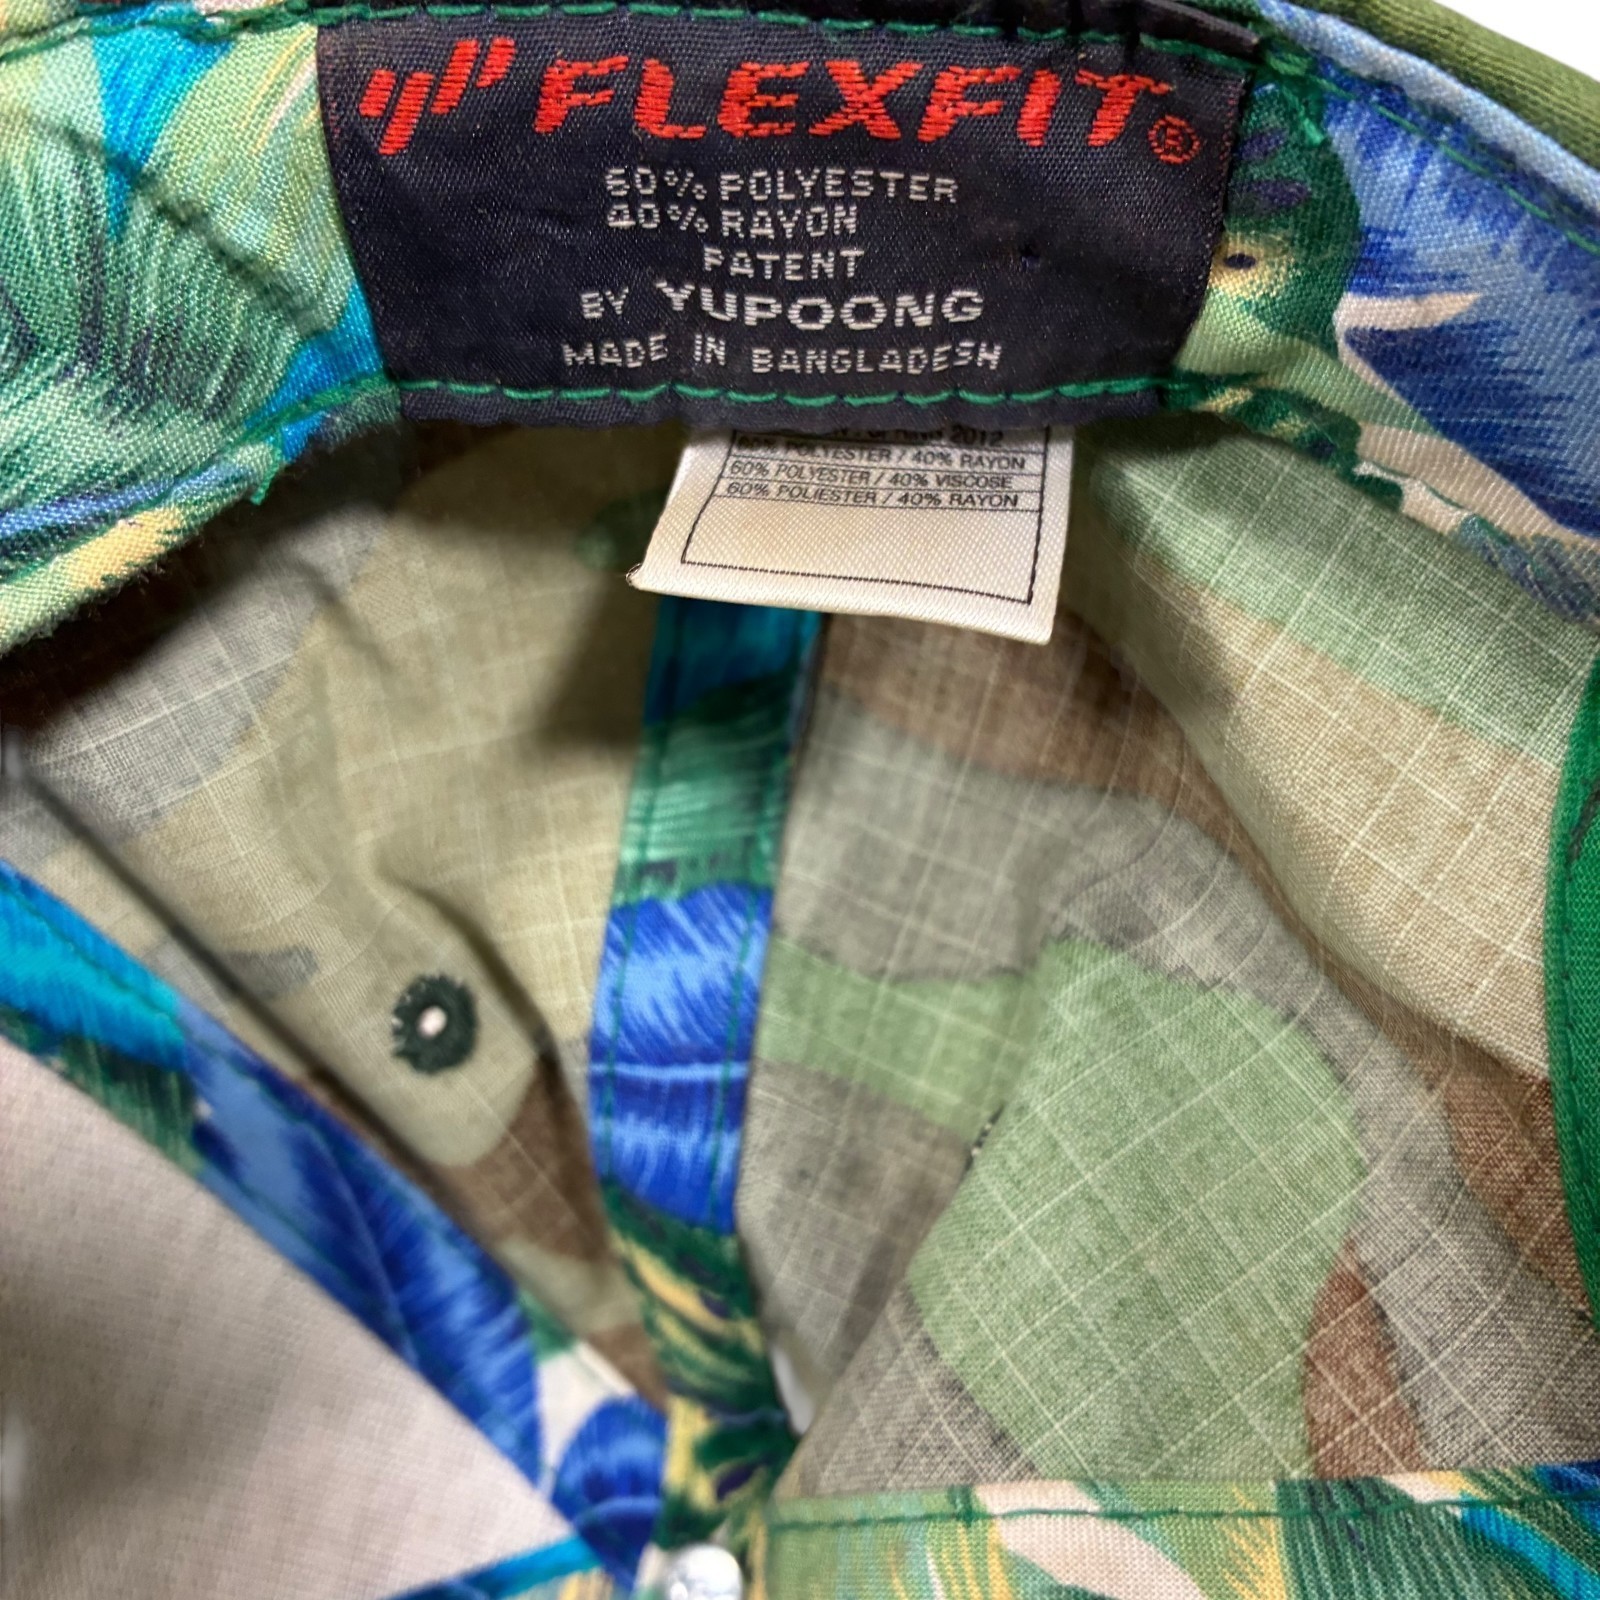 FLEXFIT®
60% POLYESTER
40% RAYON
PATENT
BY YUPOONG
MADE IN BANGLADESH
2012
60% POLYESTER / 40% RAYON
60% POLYESTER / 40% VISCOSE
60% POLIESTER / 40% RAYON